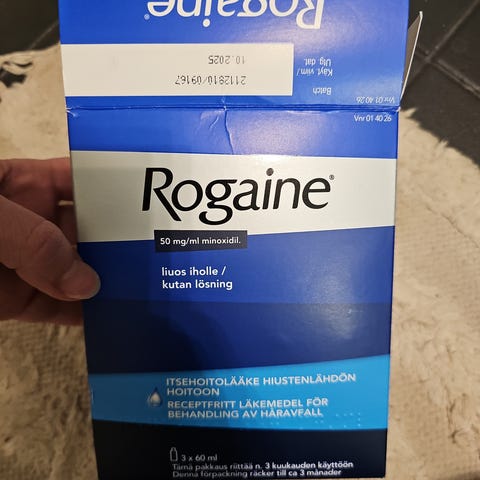 Rogaine
2112810/09167
10.2025
Batch
Käyt. viim /
Utg. dat.
Vnr 01 40 26
Vnr 01 40 26
Rogaine®
50 mg/ml minoxidil.
liuos iholle /
kutan lösning
ITSEHOITOLÄÄKE HIUSTENLÄHDÖN
HOITOON
RECEPTFRITT LÄKEMEDEL FÖR
BEHANDLING AV HÅRAVFALL
3 x 60 ml
Tämä pakkaus riittää n. 3 kuukauden käyttöön
Denna förpackning räcker till ca 3 månader